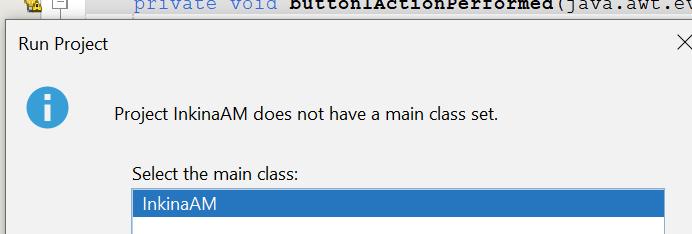 private void button1ActionPerformed(java.awt.ev
Run Project
Project InkinaAM does not have a main class set.
Select the main class:
InkinaAM